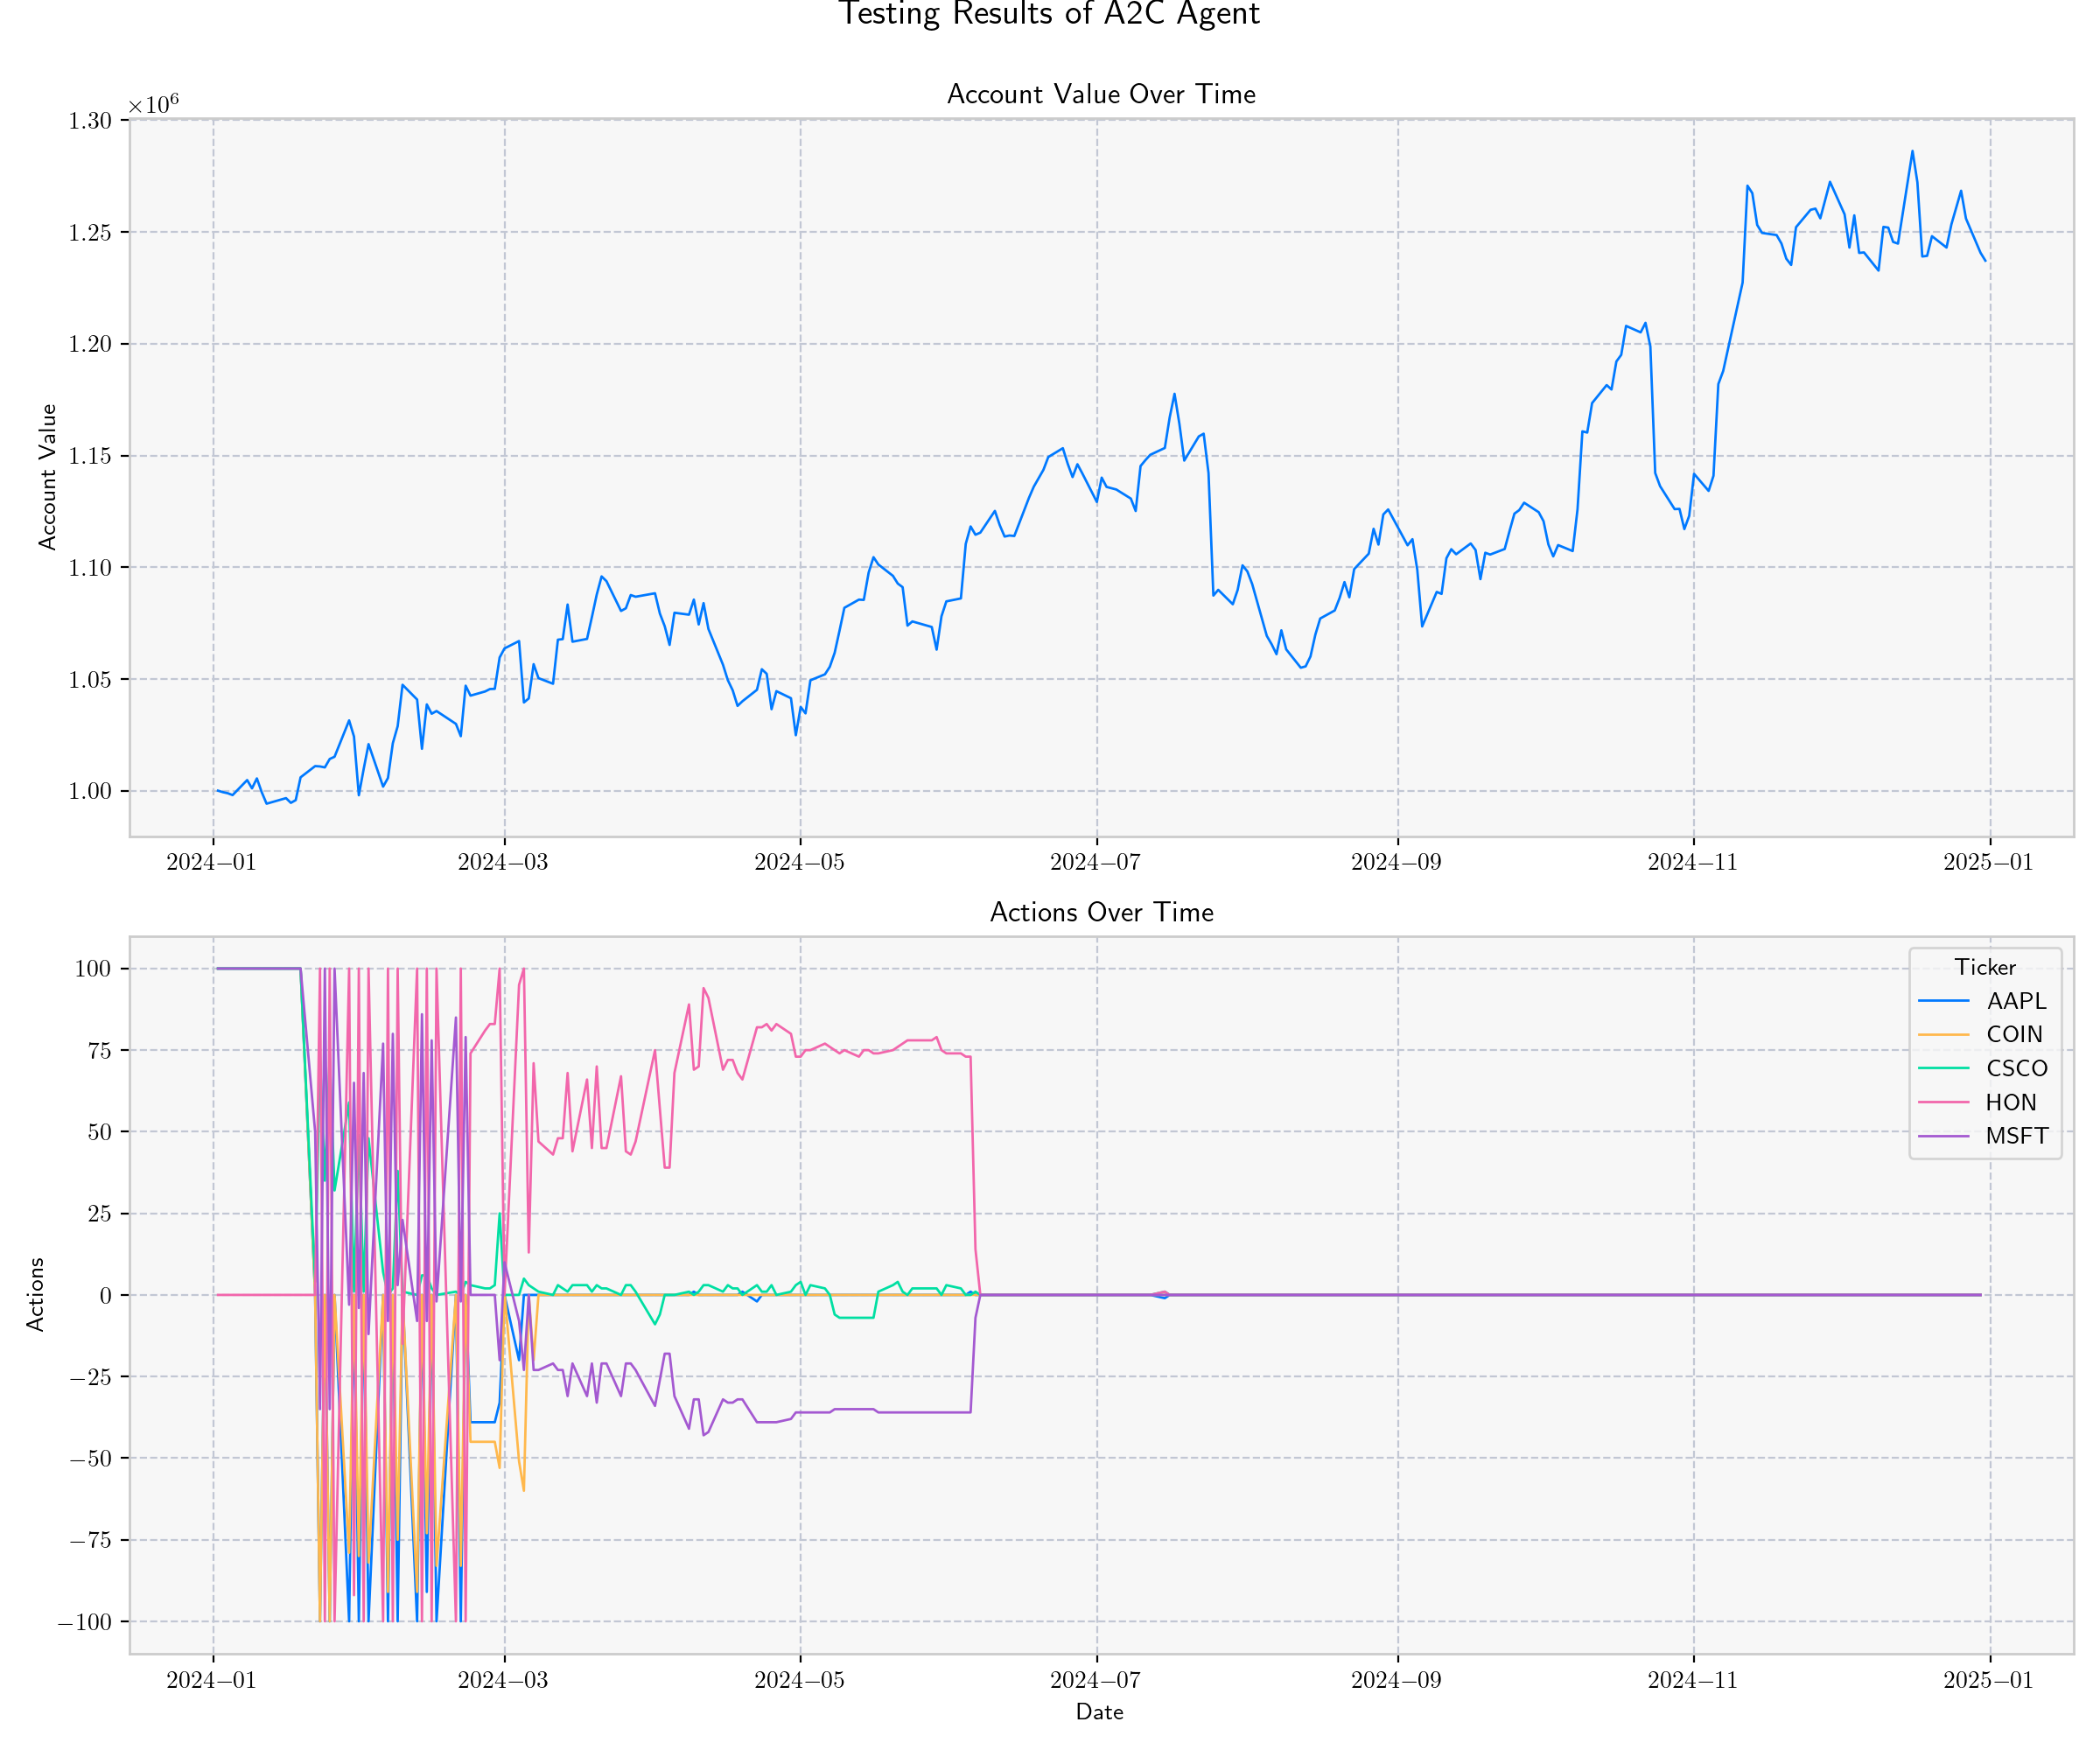 Testing Results of A2C Agent
Account Value Over Time
×10⁶
1.30
1.25
1.20
1.15
1.10
1.05
1.00
Account Value
2024−01 2024−03 2024−05 2024−07 2024−09 2024−11 2025−01
Actions Over Time
100
75
50
25
0
−25
−50
−75
−100
Actions
Ticker
AAPL
COIN
CSCO
HON
MSFT
2024−01 2024−03 2024−05 2024−07 2024−09 2024−11 2025−01
Date